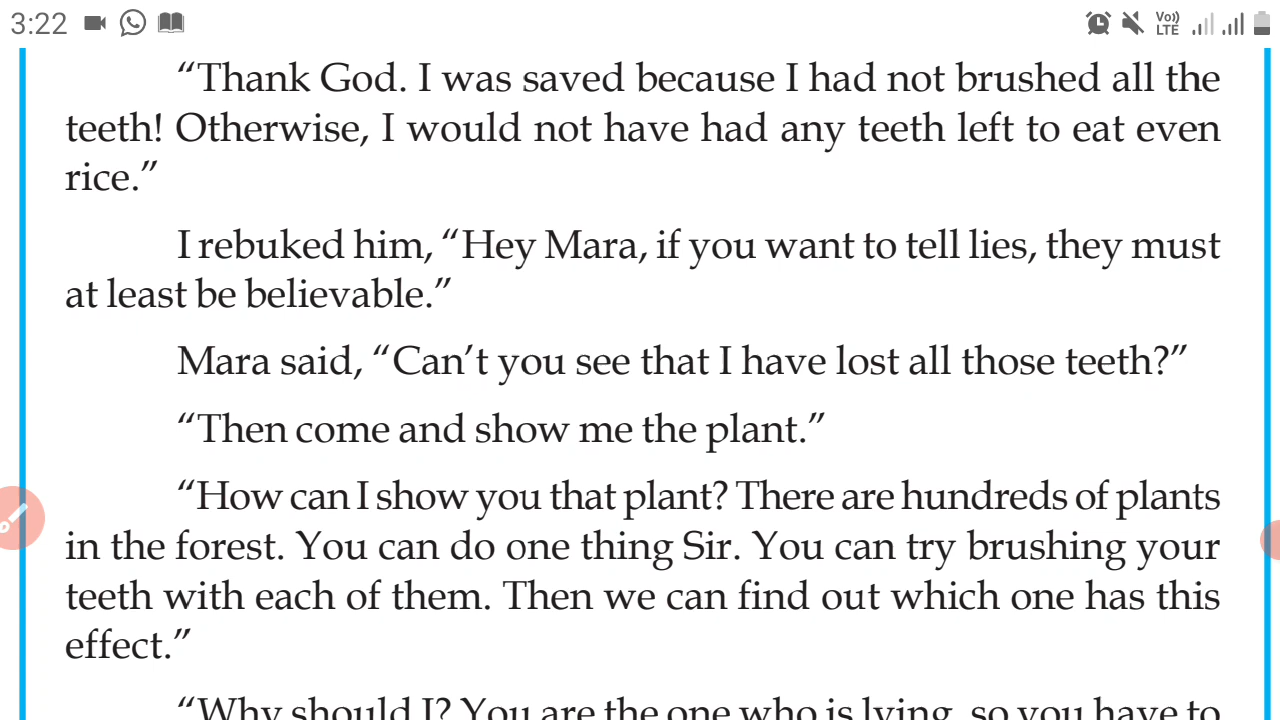 3:22 Vo)) LTE
“Thank God. I was saved because I had not brushed all the
teeth! Otherwise, I would not have had any teeth left to eat even
rice.”
I rebuked him, “Hey Mara, if you want to tell lies, they must
at least be believable.”
Mara said, “Can’t you see that I have lost all those teeth?”
“Then come and show me the plant.”
“How can I show you that plant? There are hundreds of plants
in the forest. You can do one thing Sir. You can try brushing your
teeth with each of them. Then we can find out which one has this
effect.”
“Why should I? You are the one who is lying, so you have to